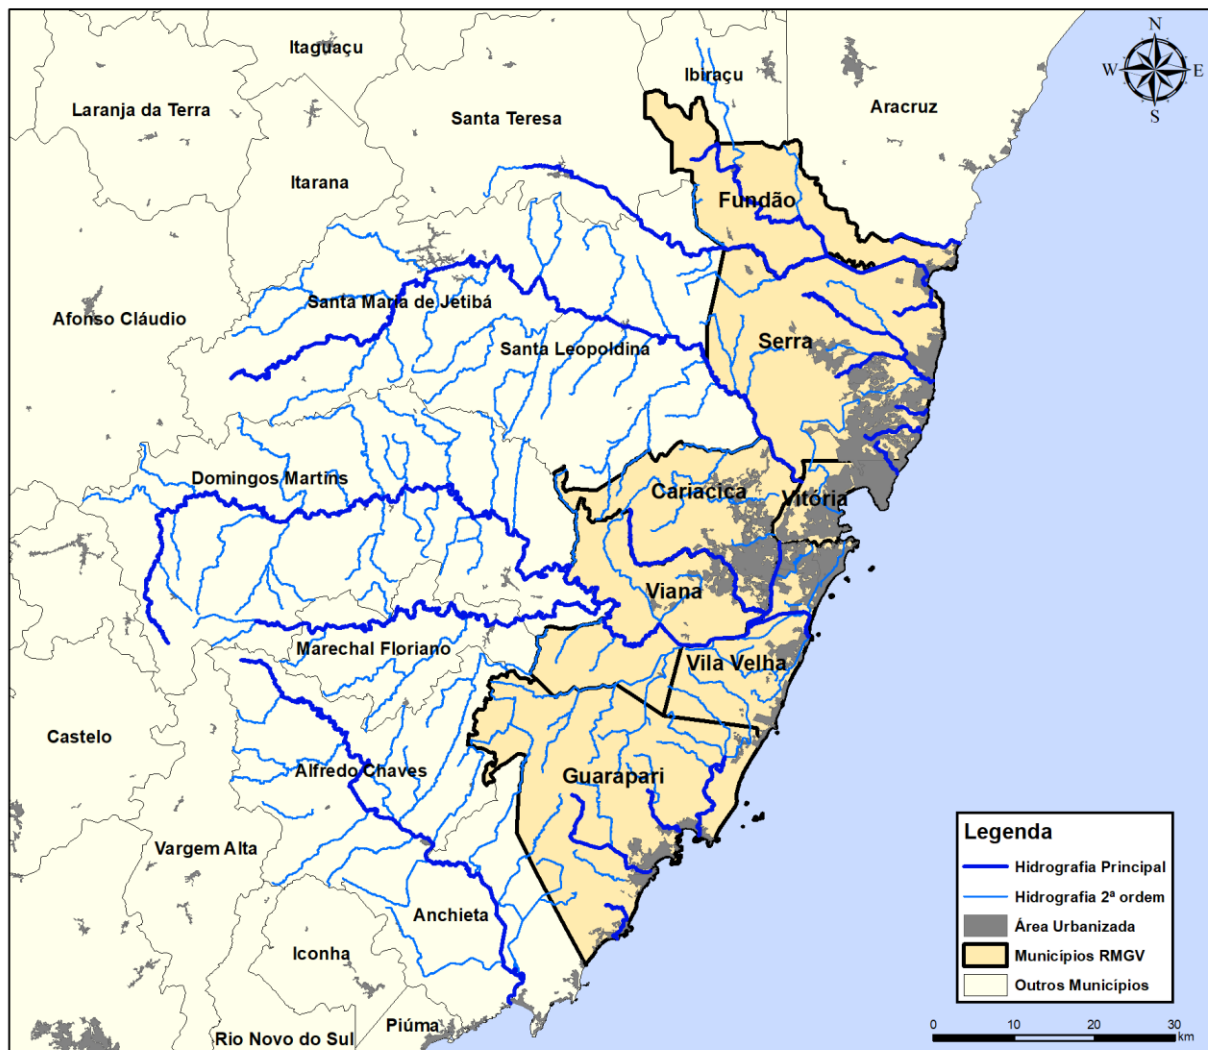 Itaguaçu
N
Ibiraçu
W
E
Laranja da Terra
Aracruz
Santa Teresa
S
Itarana
Fundão
Santa Maria de Jetibá
Afonso Cláudio
Serra
Santa Leopoldina
Domingos Martins
Cariacica
Vitória
Viana
Marechal Floriano
Vila Velha
Castelo
Alfredo Chaves
Guarapari
Legenda
Vargem Alta
Hidrografia Principal
Hidrografia 2ª ordem
Anchieta
Área Urbanizada
Iconha
Municípios RMGV
Outros Municípios
Piúma
Rio Novo do Sul
0 10 20 30
km